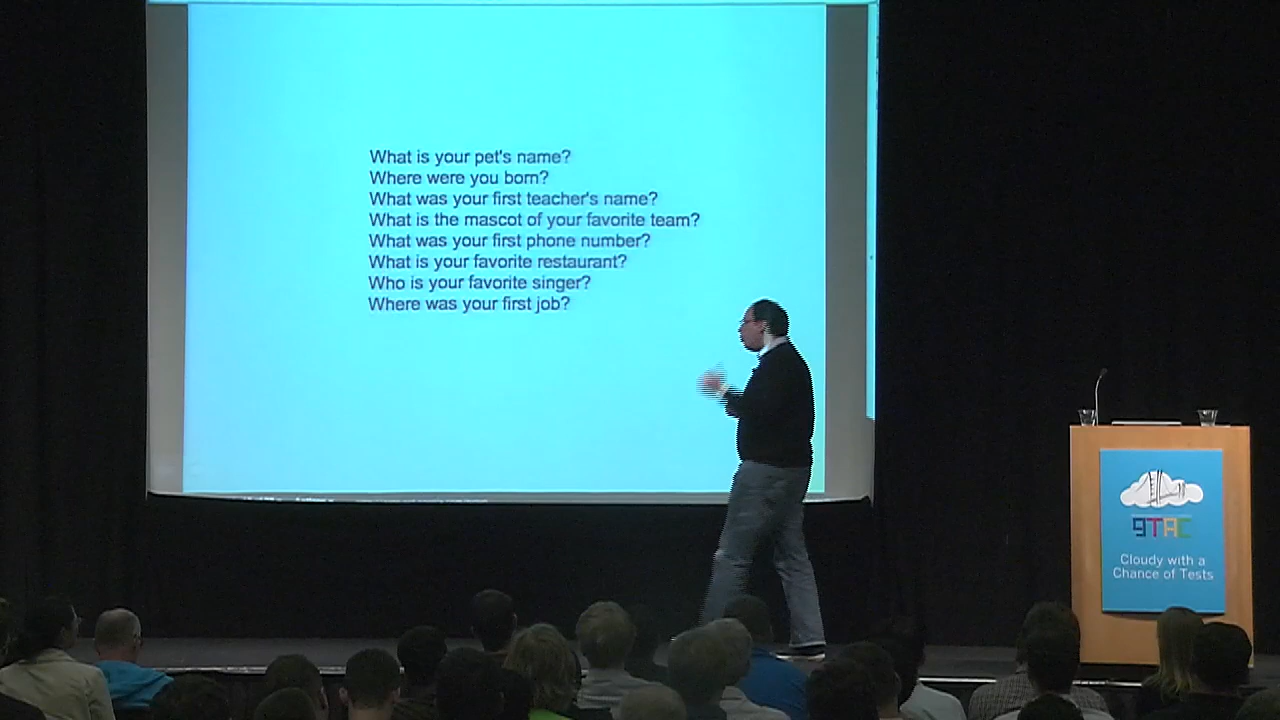 What is your pet's name?
Where were you born?
What was your first teacher's name?
What is the mascot of your favorite team?
What was your first phone number?
What is your favorite restaurant?
Who is your favorite singer?
Where was your first job?
gTAC
Cloudy with a
Chance of Tests